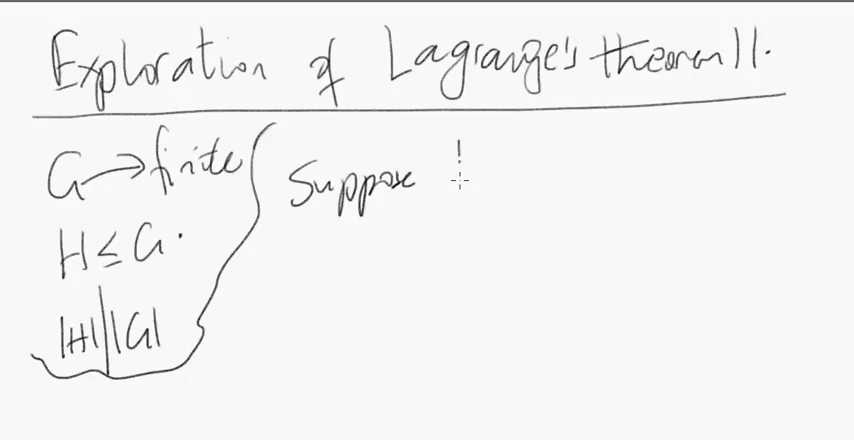 Exploration of Lagrange's theorem II.
G → finite
Suppose
H ≤ G.
|H| | |G|